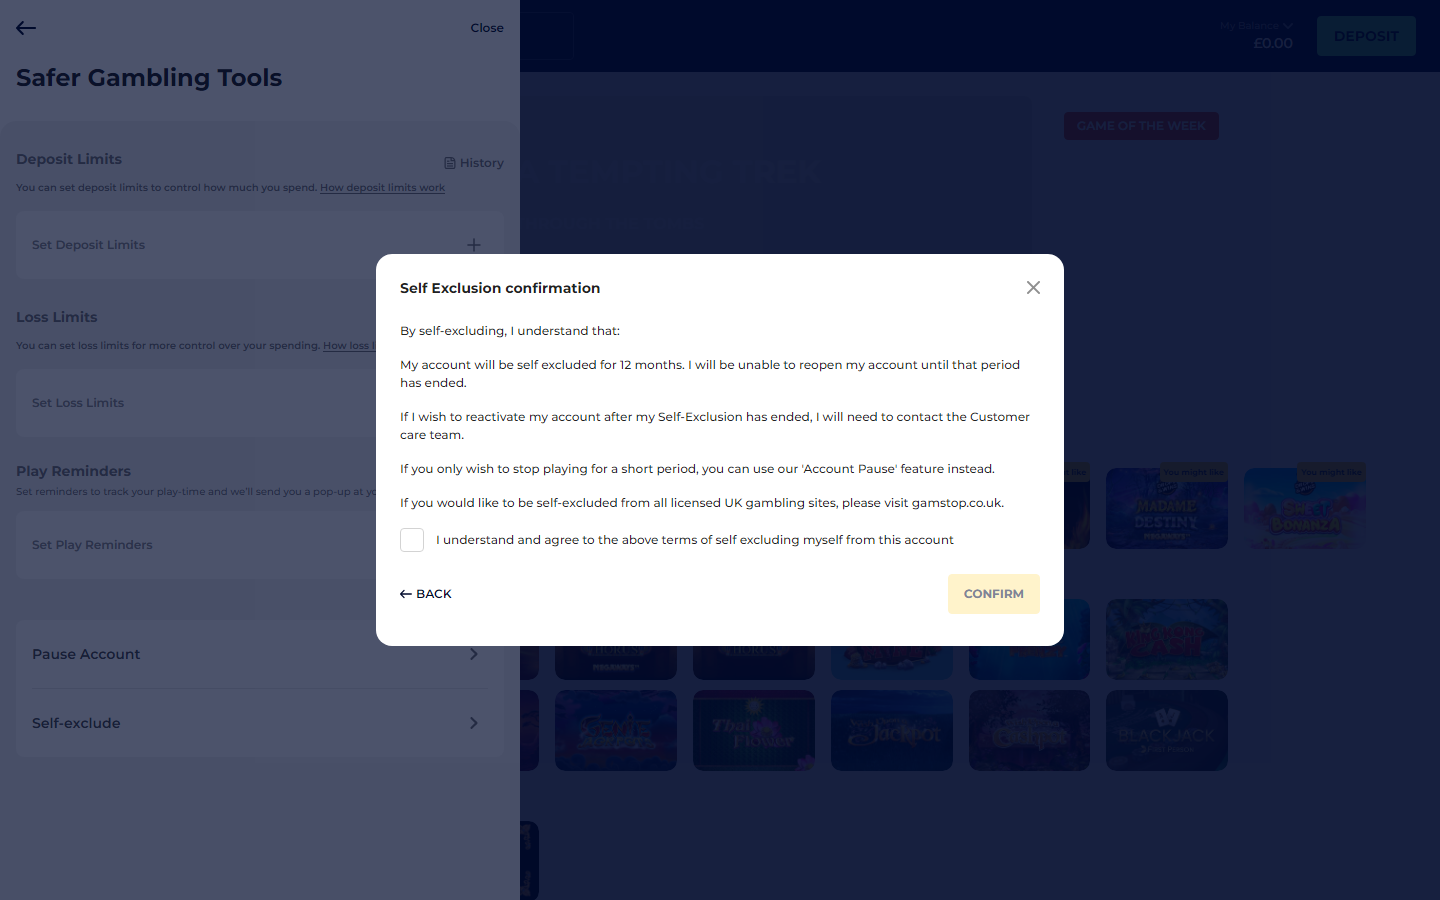 Close
My Balance
£0.00
DEPOSIT
Safer Gambling Tools
GAME OF THE WEEK
Deposit Limits
History
You can set deposit limits to control how much you spend. How deposit limits work
Set Deposit Limits
Self Exclusion confirmation
Loss Limits
By self-excluding, I understand that:
You can set loss limits for more control over your spending. How loss
My account will be self excluded for 12 months. I will be unable to reopen my account until that period
has ended.
Set Loss Limits
If I wish to reactivate my account after my Self-Exclusion has ended, I will need to contact the Customer
care team.
Play Reminders
If you only wish to stop playing for a short period, you can use our 'Account Pause' feature instead.
Set reminders to track your play-time and we'll send you a pop-up at
If you would like to be self-excluded from all licensed UK gambling sites, please visit gamstop.co.uk.
like
You might like
You might like
MADAME
DESTINY
MEGAWAYS
SWEET
BONANZA
I understand and agree to the above terms of self excluding myself from this account
Set Play Reminders
BACK
CONFIRM
Pause Account
MEGAWAYS
Self-exclude
Thai
Flower
Jackpot
BLACKJACK